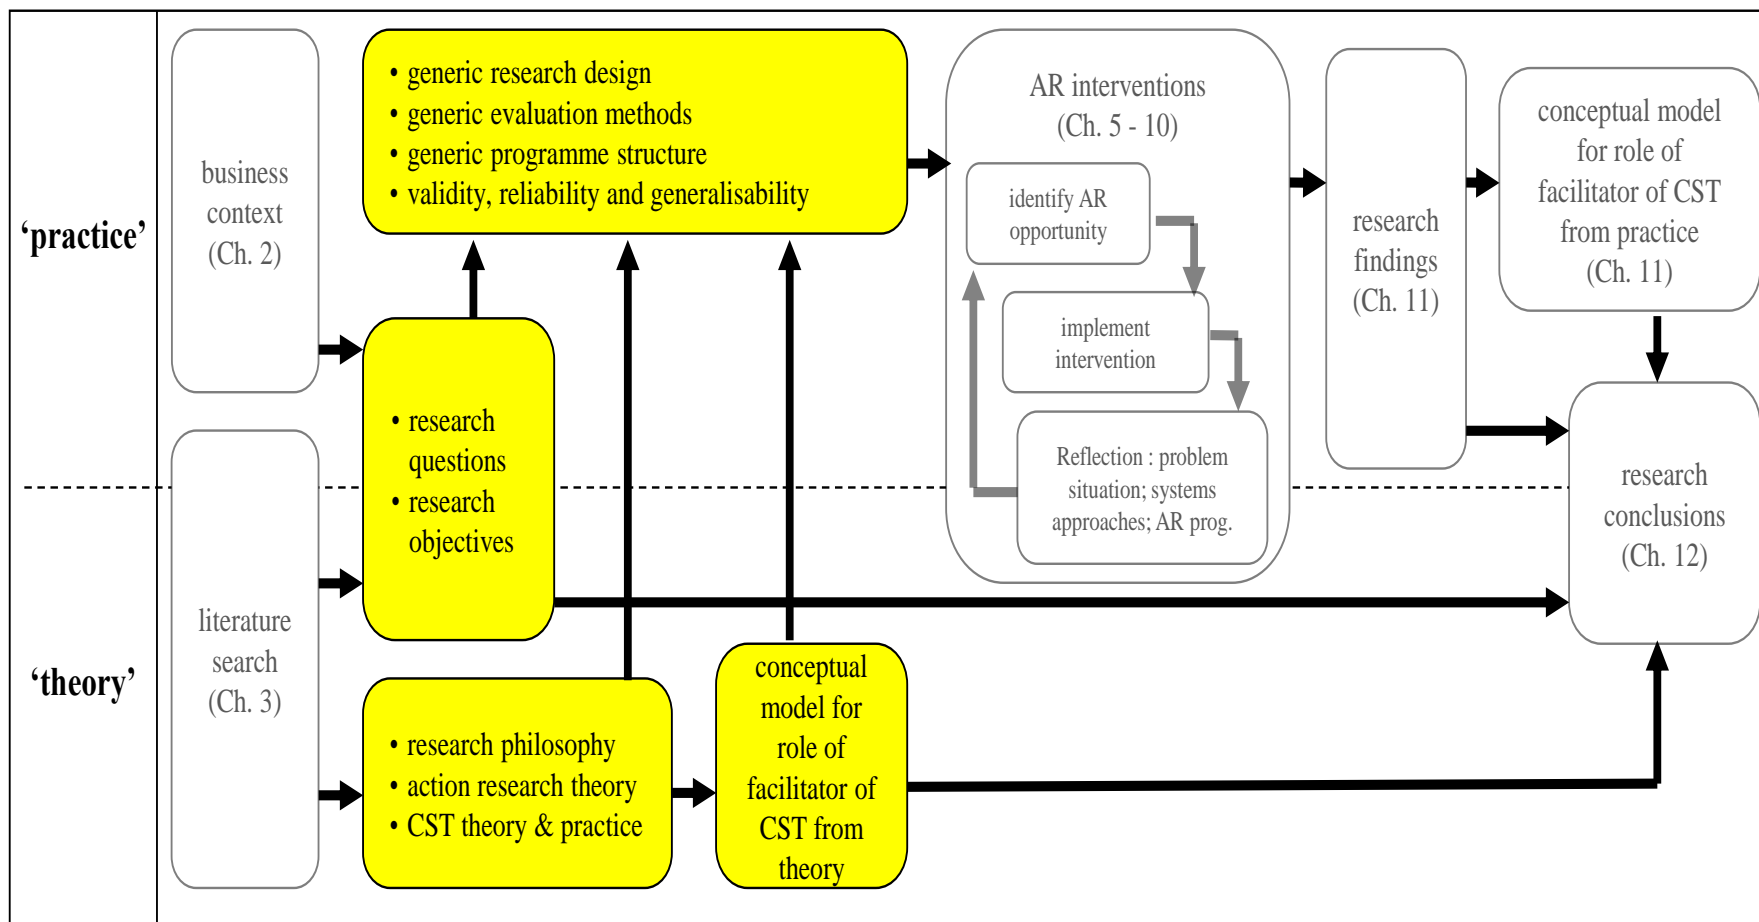 ‘practice’
‘theory’
business
context
(Ch. 2)
literature
search
(Ch. 3)
• generic research design
• generic evaluation methods
• generic programme structure
• validity, reliability and generalisability
• research
questions
• research
objectives
• research philosophy
• action research theory
• CST theory & practice
conceptual
model for
role of
facilitator of
CST from
theory
AR interventions
(Ch. 5 - 10)
identify AR
opportunity
implement
intervention
Reflection : problem
situation; systems
approaches; AR prog.
research
findings
(Ch. 11)
conceptual model
for role of
facilitator of CST
from practice
(Ch. 11)
research
conclusions
(Ch. 12)